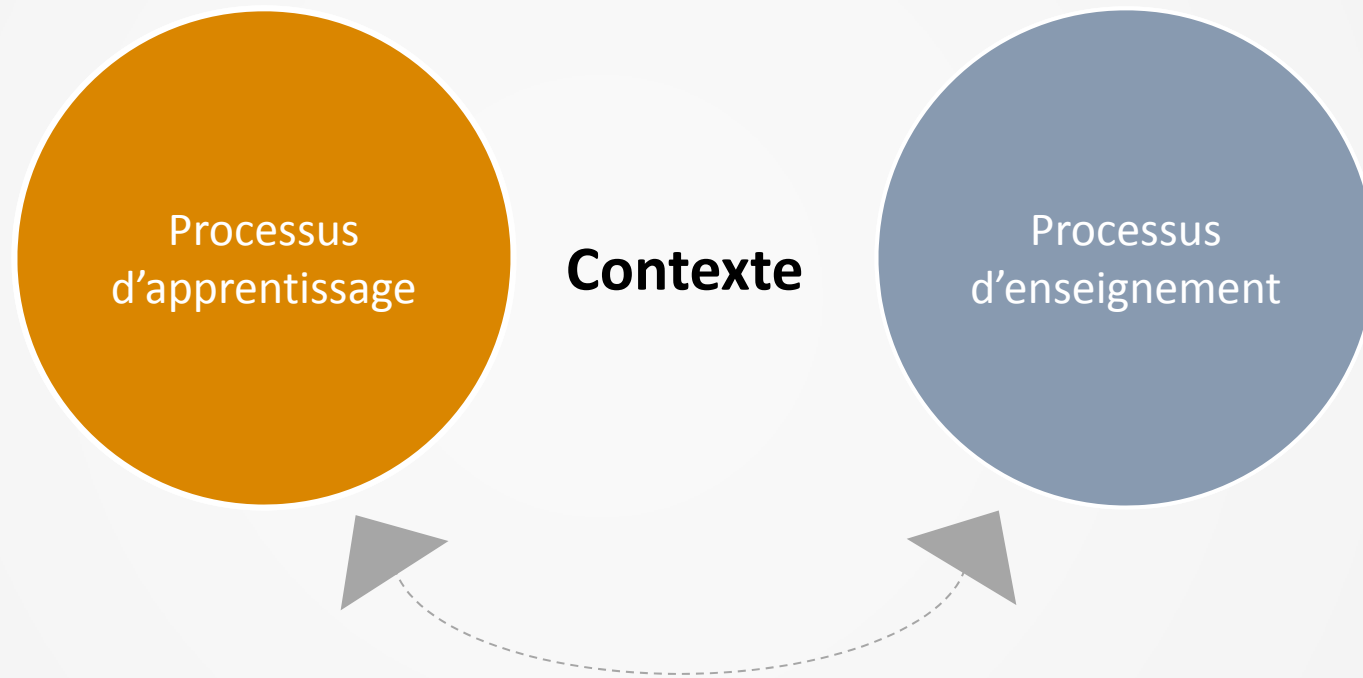 Processus
d’apprentissage
Contexte
Processus
d’enseignement